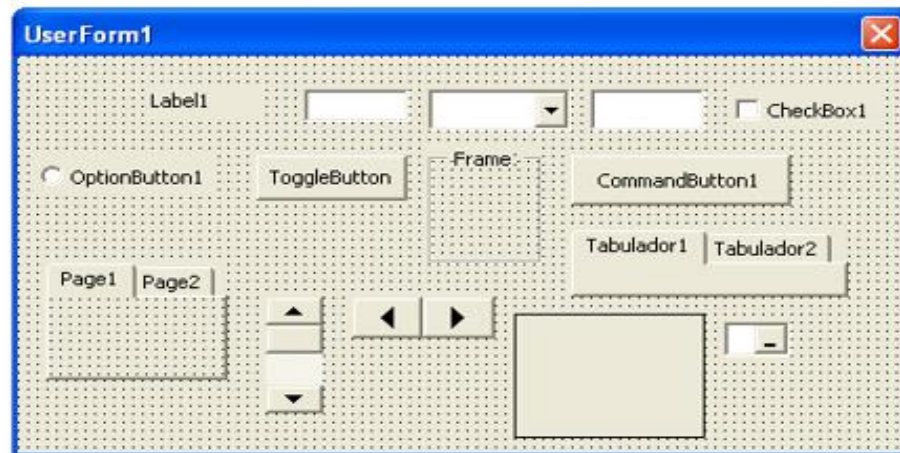 UserForm1
Label1 CheckBox1
OptionButton1 ToggleButton Frame CommandButton1
Tabulador1 Tabulador2
Page1 Page2